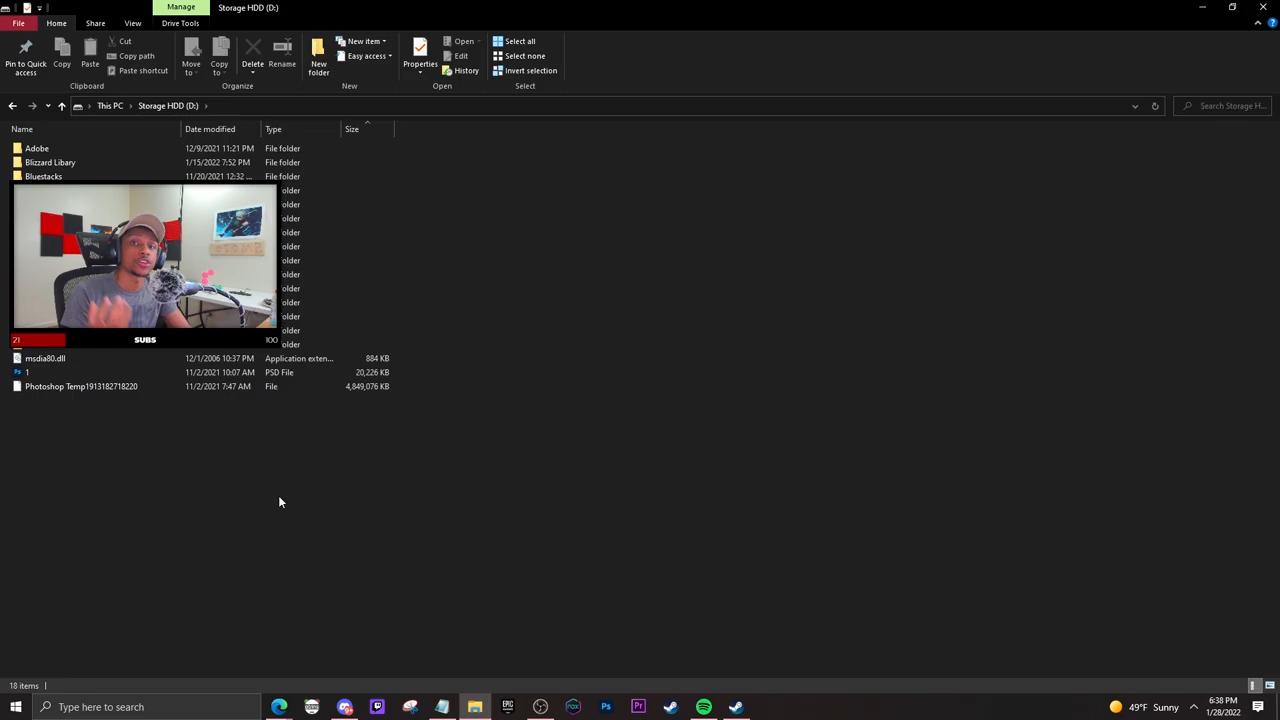 Manage
Storage HDD (D:)
File
Home
Share
View
Drive Tools
Pin to Quick access
Copy
Paste
Cut
Copy path
Paste shortcut
Clipboard
Move to
Copy to
Delete
Rename
Organize
New folder
New item
Easy access
New
Properties
Open
Edit
History
Open
Select all
Select none
Invert selection
Select
This PC
Storage HDD (D:)
Search Storage H...
Name
Date modified
Type
Size
Adobe 12/9/2021 11:21 PM File folder
Blizzard Libary 1/15/2022 7:52 PM File folder
Bluestacks 11/20/2021 12:32 ... File folder
older
older
older
older
older
older
older
older
older
older
older
older
21 SUBS 100
msdia80.dll 12/1/2006 10:37 PM Application exten... 884 KB
Ps 1 11/2/2021 10:07 AM PSD File 20,226 KB
Photoshop Temp1913182718220 11/2/2021 7:47 AM File 4,849,076 KB
18 items
Type here to search
EPIC
Ps
Pr
49°F Sunny
6:38 PM
1/28/2022